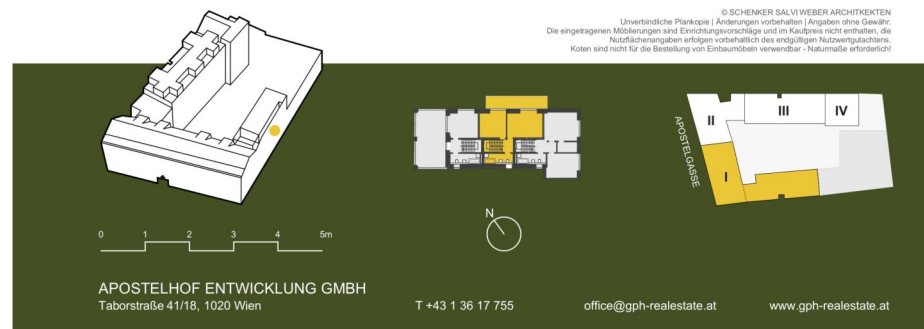 © SCHENKER SALVI WEBER ARCHITKEKTEN
Unverbindliche Plankopie | Änderungen vorbehalten | Angaben ohne Gewähr.
Die eingetragenen Möblierungen sind Einrichtungsvorschläge und im Kaufpreis nicht enthalten, die
Nutzflächenangaben erfolgen vorbehaltlich des endgültigen Nutzwertgutachtens.
Koten sind nicht für die Bestellung von Einbaumöbeln verwendbar - Naturmaße erforderlich!
II
III
IV
APOSTELGASSE
I
N
0 1 2 3 4 5m
APOSTELHOF ENTWICKLUNG GMBH
Taborstraße 41/18, 1020 Wien
T +43 1 36 17 755
office@gph-realestate.at
www.gph-realestate.at